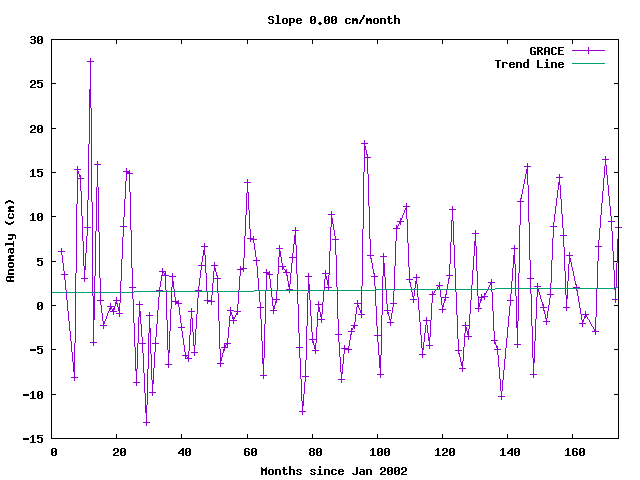 Slope 0.00 cm/month
GRACE
Trend Line
30
25
20
15
10
5
0
-5
-10
-15
Anomaly (cm)
0 20 40 60 80 100 120 140 160
Months since Jan 2002